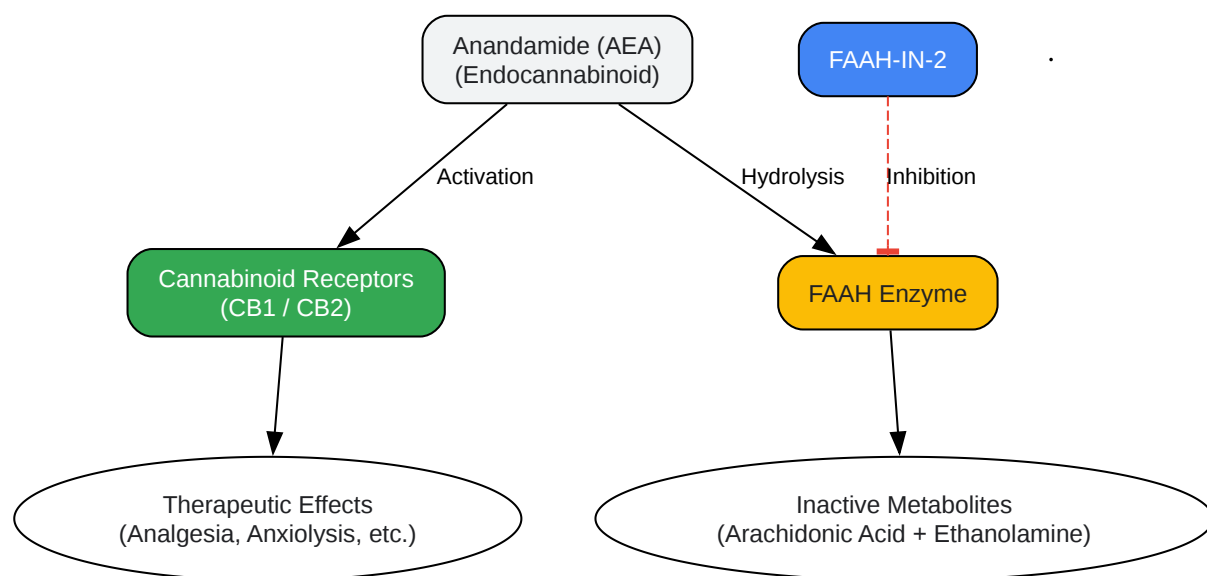 Anandamide (AEA)
(Endocannabinoid)
FAAH-IN-2
.
Activation
Hydrolysis
Inhibition
Cannabinoid Receptors
(CB1 / CB2)
FAAH Enzyme
Therapeutic Effects
(Analgesia, Anxiolysis, etc.)
Inactive Metabolites
(Arachidonic Acid + Ethanolamine)